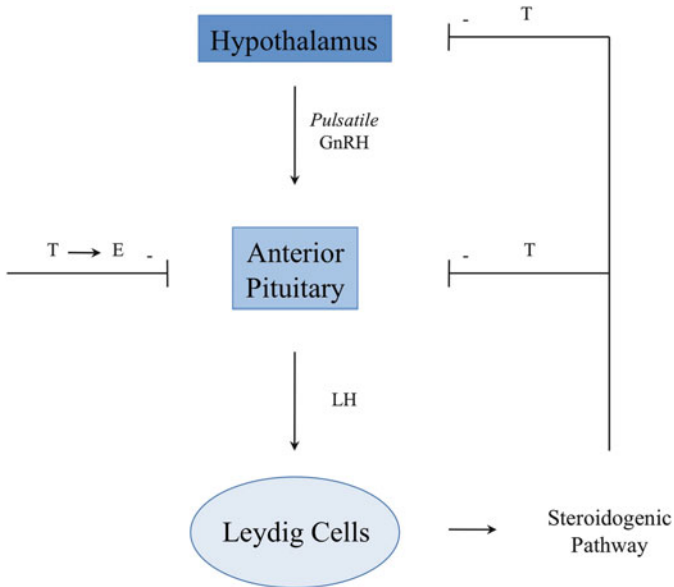 - T
Hypothalamus
Pulsatile
GnRH
T → E -
Anterior
Pituitary
- T
LH
Leydig Cells
Steroidogenic
Pathway